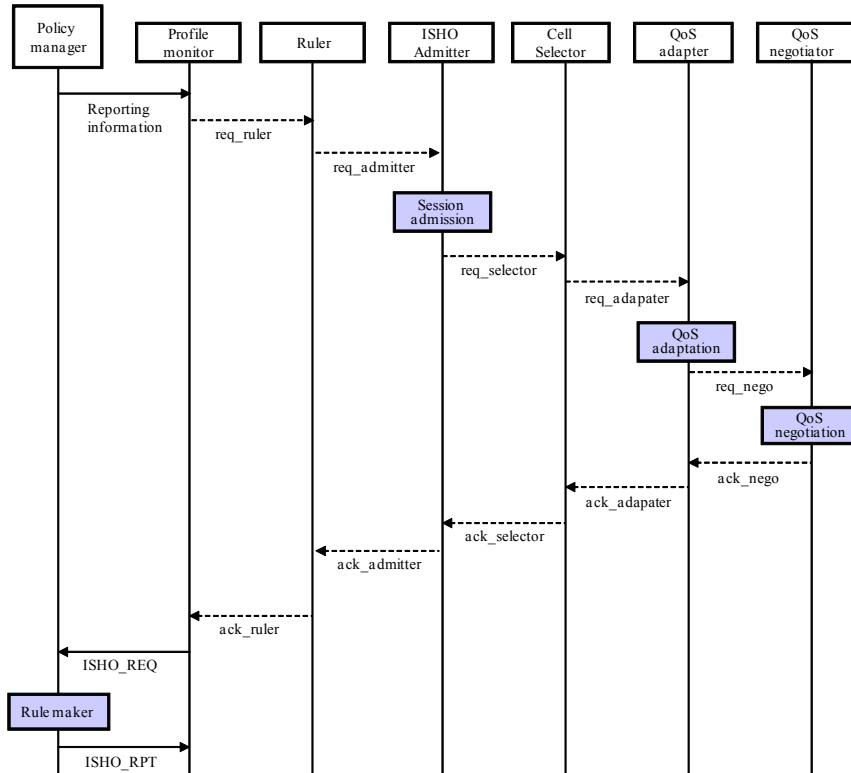 Policy
manager
Profile
monitor
Ruler
ISHO
Admitter
Cell
Selector
QoS
adapter
QoS
negotiator
Reporting
information
req_ruler
req_admitter
Session
admission
req_selector
req_adapater
QoS
adaptation
req_nego
QoS
negotiation
ack_nego
ack_adapater
ack_selector
ack_admitter
ack_ruler
ISHO_REQ
Rule maker
ISHO_RPT